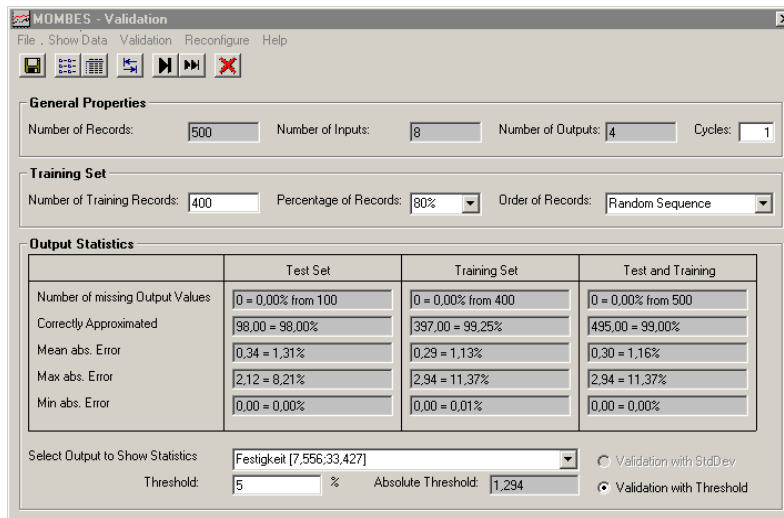 MOMBES - Validation
File . Show Data Validation Reconfigure Help
General Properties
Number of Records: 500 Number of Inputs: 8 Number of Outputs: 4 Cycles: 1
Training Set
Number of Training Records: 400 Percentage of Records: 80% Order of Records: Random Sequence
Output Statistics
Test Set Training Set Test and Training
Number of missing Output Values 0 = 0,00% from 100 0 = 0,00% from 400 0 = 0,00% from 500
Correctly Approximated 98,00 = 98,00% 397,00 = 99,25% 495,00 = 99,00%
Mean abs. Error 0,34 = 1,31% 0,29 = 1,13% 0,30 = 1,16%
Max abs. Error 2,12 = 8,21% 2,94 = 11,37% 2,94 = 11,37%
Min abs. Error 0,00 = 0,00% 0,00 = 0,01% 0,00 = 0,00%
Select Output to Show Statistics Festigkeit [7,556;33,427] Validation with StdDev
Threshold: 5 % Absolute Threshold: 1,294 Validation with Threshold